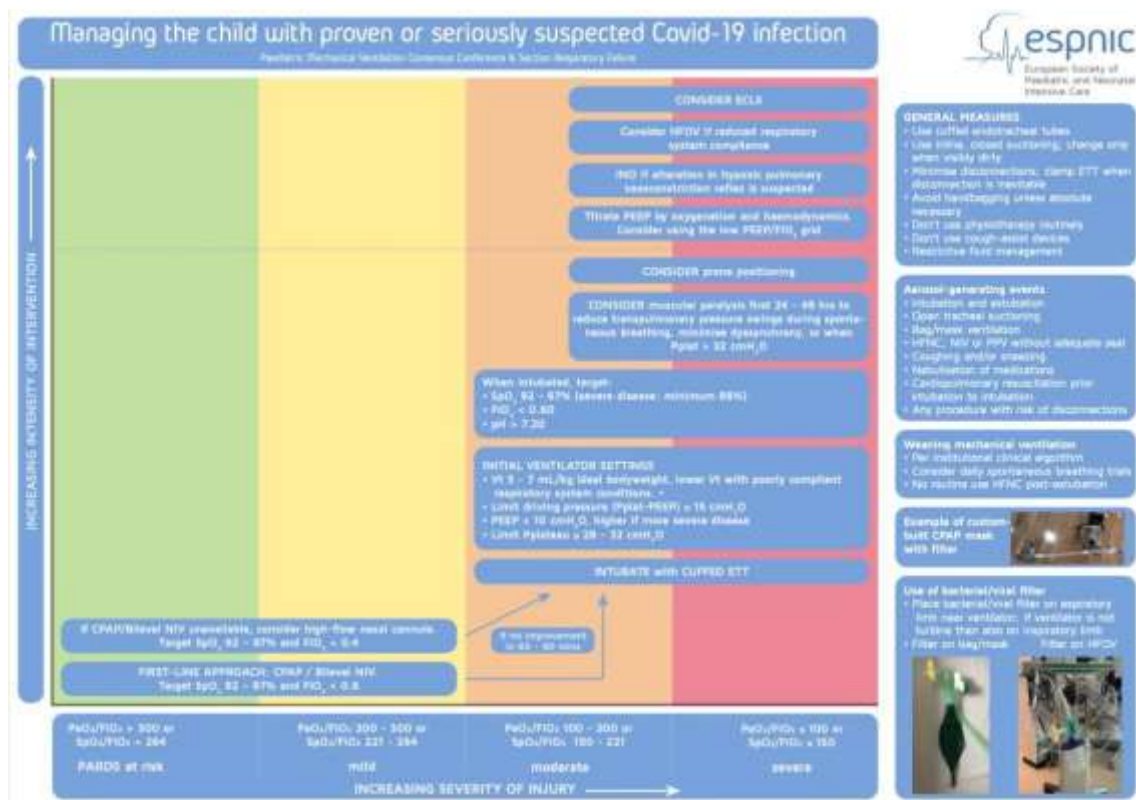 Managing the child with proven or seriously suspected Covid-19 infection
Paediatric Mechanical Ventilation Consensus Conference & Section Respiratory Failure
espnic
European Society of
Paediatric and Neonatal
Intensive Care
INCREASING INTENSITY OF INTERVENTION
CONSIDER ECLS
Consider HFOV if reduced respiratory
system compliance
iNO if alteration in hypoxic pulmonary
vasoconstriction reflex is suspected
Titrate PEEP by oxygenation and haemodynamics.
Consider using the low PEEP/FIO₂ grid
CONSIDER prone positioning
CONSIDER muscular paralysis first 24 - 48 hrs to
reduce transpulmonary pressure swings during sponta-
neous breathing, minimise dyssynchrony, or when
Pplat > 32 cmH₂O
When intubated, target:
• SpO₂ 92 - 97% (severe disease: minimum 88%)
• FiO₂ < 0.60
• pH > 7.20
INITIAL VENTILATOR SETTINGS
• Vt 5 - 7 mL/kg ideal bodyweight, lower Vt with poorly compliant
respiratory system conditions.
• Limit driving pressure (Pplat-PEEP) ≤ 15 cmH₂O
• PEEP < 10 cmH₂O, higher if more severe disease
• Limit Pplateau ≤ 28 - 32 cmH₂O
INTUBATE with CUFFED ETT
If CPAP/Bilevel NIV unavailable, consider high-flow nasal cannula.
Target SpO₂ 92 - 97% and FiO₂ < 0.4
If no improvement
in 60 - 90 mins
FIRST-LINE APPROACH: CPAP / Bilevel NIV.
Target SpO₂ 92 - 97% and FiO₂ < 0.6
PaO₂/FiO₂ > 300 or
SpO₂/FiO₂ > 264
PARDS at risk
PaO₂/FiO₂ 200 - 300 or
SpO₂/FiO₂ 221 - 264
mild
PaO₂/FiO₂ 100 - 200 or
SpO₂/FiO₂ 150 - 221
moderate
PaO₂/FiO₂ ≤ 100 or
SpO₂/FiO₂ ≤ 150
severe
INCREASING SEVERITY OF INJURY
GENERAL MEASURES
• Use cuffed endotracheal tubes
• Use inline, closed suctioning; change only
when visibly dirty
• Minimise disconnections; clamp ETT when
disconnection is inevitable
• Avoid handbagging unless absolute
necessary
• Don't use physiotherapy routinely
• Don't use cough-assist devices
• Restrictive fluid management
Aerosol-generating events
• Intubation and extubation
• Open tracheal suctioning
• Bag/mask ventilation
• HFNC, NIV or PPV without adequate seal
• Coughing and/or sneezing
• Nebulisation of medications
• Cardiopulmonary resuscitation prior
intubation to intubation
• Any procedure with risk of disconnections
Weaning mechanical ventilation
• Per institutional clinical algorithm
• Consider daily spontaneous breathing trials
• No routine use HFNC post-extubation
Example of custom-
built CPAP mask
with filter
Use of bacterial/viral filter
• Place bacterial/viral filter on expiratory
limb near ventilator. If ventilator is not
turbine then also on inspiratory limb
• Filter on bag/mask
Filter on HFOV